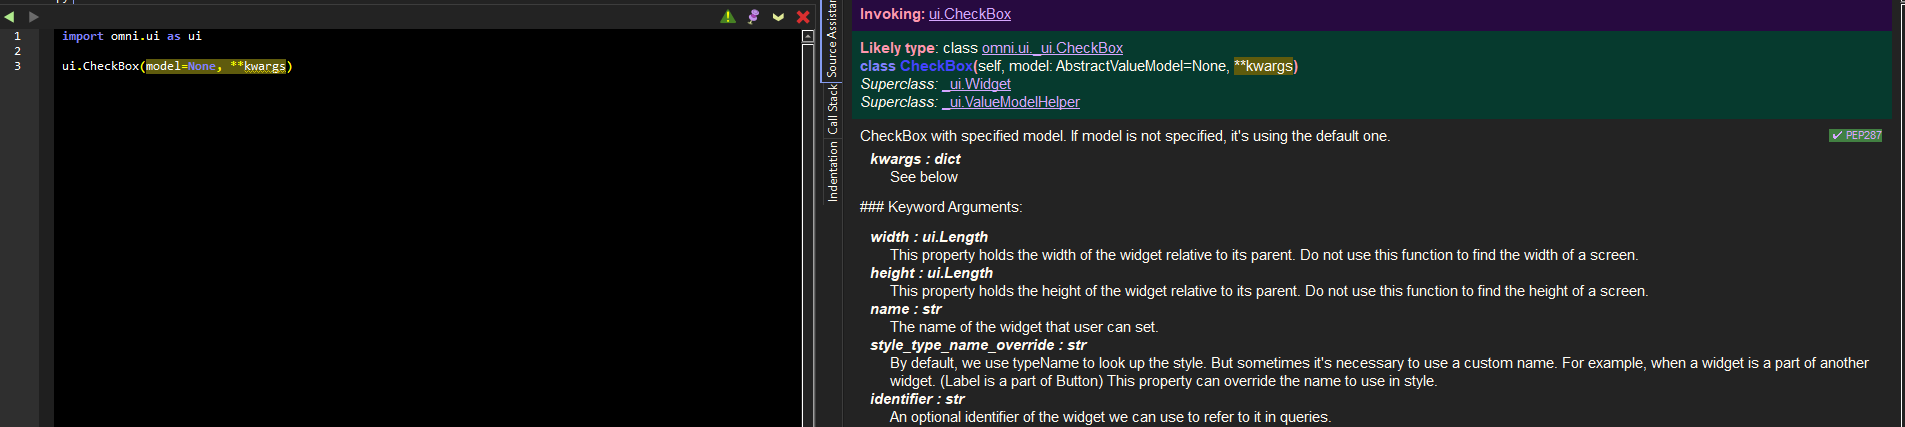 1 import omni.ui as ui
2
3 ui.CheckBox(model=None, **kwargs)
Source Assistan
Call Stack
Indentation
Invoking: ui.CheckBox
Likely type: class omni.ui._ui.CheckBox
class CheckBox(self, model: AbstractValueModel=None, **kwargs)
Superclass: _ui.Widget
Superclass: _ui.ValueModelHelper
CheckBox with specified model. If model is not specified, it's using the default one.
✓ PEP287
kwargs : dict
See below
### Keyword Arguments:
width : ui.Length
This property holds the width of the widget relative to its parent. Do not use this function to find the width of a screen.
height : ui.Length
This property holds the height of the widget relative to its parent. Do not use this function to find the height of a screen.
name : str
The name of the widget that user can set.
style_type_name_override : str
By default, we use typeName to look up the style. But sometimes it's necessary to use a custom name. For example, when a widget is a part of another
widget. (Label is a part of Button) This property can override the name to use in style.
identifier : str
An optional identifier of the widget we can use to refer to it in queries.